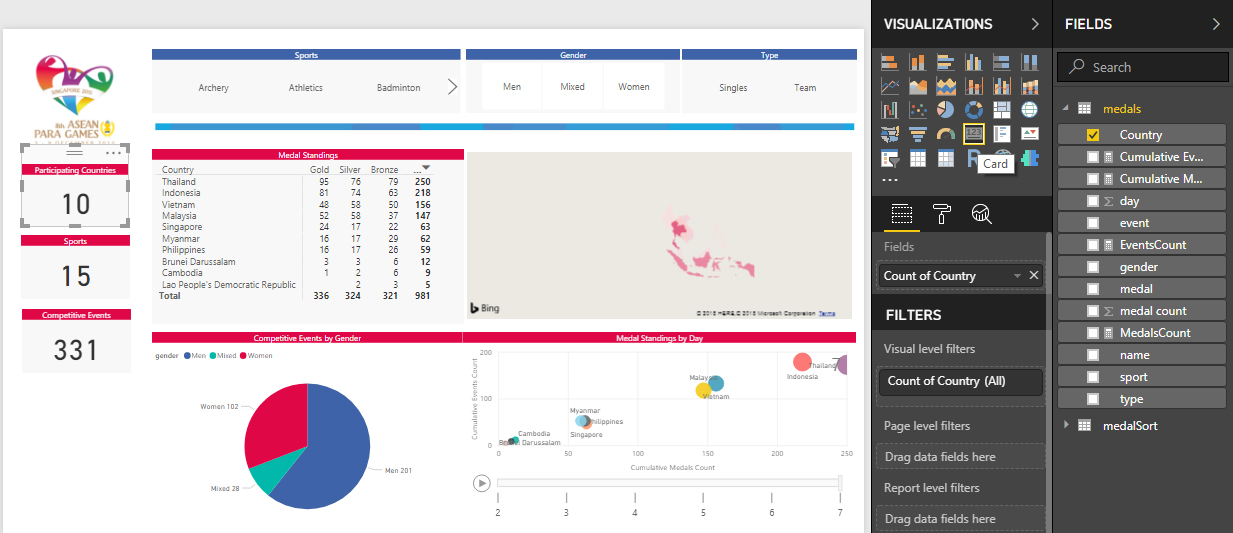 SINGAPORE 2015
8th ASEAN
PARA GAMES
3 - 9 DECEMBER 2015
Participating Countries
10
Sports
15
Competitive Events
331
Sports
Archery Athletics Badminton
Gender
Men Mixed Women
Type
Singles Team
Medal Standings
Country Gold Silver Bronze ...
Thailand 95 76 79 250
Indonesia 81 74 63 218
Vietnam 48 58 50 156
Malaysia 52 58 37 147
Singapore 24 17 22 63
Myanmar 16 17 29 62
Philippines 16 17 26 59
Brunei Darussalam 3 3 6 12
Cambodia 1 2 6 9
Lao People's Democratic Republic 2 3 5
Total 336 324 321 981
Bing
© 2015 HERE,© 2015 Microsoft Corporation Terms
Competitive Events by Gender
gender Men Mixed Women
Women 102
Mixed 28
Men 201
Medal Standings by Day
Cumulative Events Count
200
100
0
Thailand
Indonesia
Malaysia
Vietnam
Myanmar
Philippines
Singapore
Cambodia
Darussalam
0 50 100 150 200 250
Cumulative Medals Count
7
2 3 4 5 6 7
VISUALIZATIONS
123
R
Card
...
Fields
Count of Country
FILTERS
Visual level filters
Count of Country (All)
Page level filters
Drag data fields here
Report level filters
Drag data fields here
FIELDS
Search
medals
Country
Cumulative Ev...
Cumulative M...
Σ day
event
EventsCount
gender
medal
Σ medal count
MedalsCount
name
sport
type
medalSort